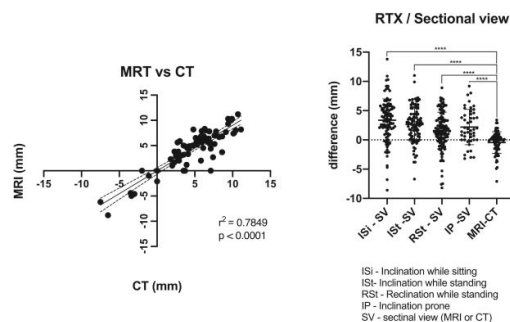 RTX / Sectional view
MRT vs CT
MRI (mm)
15
10
5
-15
-10
-5
5
10
15
-5
-10
-15
r² = 0.7849
p < 0.0001
CT (mm)
difference (mm)
15
10
5
0
-5
-10
****
****
****
****
ISi - SV
ISt - SV
RSt - SV
IP - SV
MRI-CT
ISi - Inclination while sitting
ISt- Inclination while standing
RSt - Reclination while standing
IP - Inclination prone
SV - sectinal view (MRI or CT)